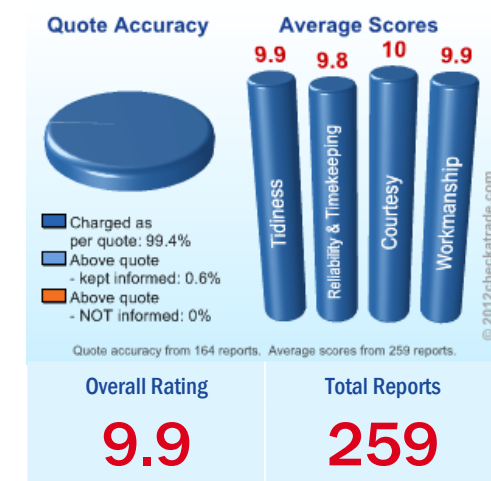 Quote Accuracy
Average Scores
9.9
9.8
10
9.9
Tidiness
Reliability & Timekeeping
Courtesy
Workmanship
Charged as
per quote: 99.4%
Above quote
- kept informed: 0.6%
Above quote
- NOT informed: 0%
© 2012checkatrade.com
Quote accuracy from 164 reports. Average scores from 259 reports.
Overall Rating
Total Reports
9.9
259